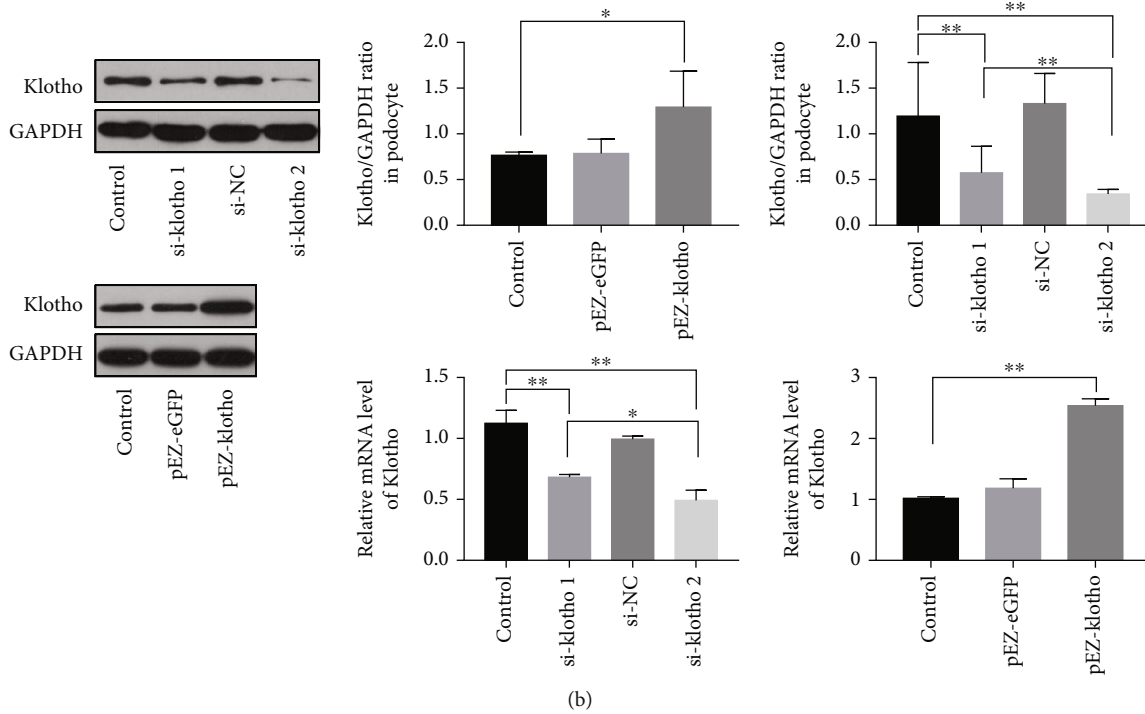 Klotho
GAPDH
Control
si-klotho 1
si-NC
si-klotho 2
Klotho
GAPDH
Control
pEZ-eGFP
pEZ-klotho
Klotho/GAPDH ratio
in podocyte
2.0
1.5
1.0
0.5
0.0
*
Control
pEZ-eGFP
pEZ-klotho
Klotho/GAPDH ratio
in podocyte
2.0
1.5
1.0
0.5
0.0
**
**
**
Control
si-klotho 1
si-NC
si-klotho 2
Relative mRNA level
of Klotho
1.5
1.0
0.5
0.0
**
**
*
Control
si-klotho 1
si-NC
si-klotho 2
Relative mRNA level
of Klotho
3
2
1
0
**
Control
pEZ-eGFP
pEZ-klotho
(b)